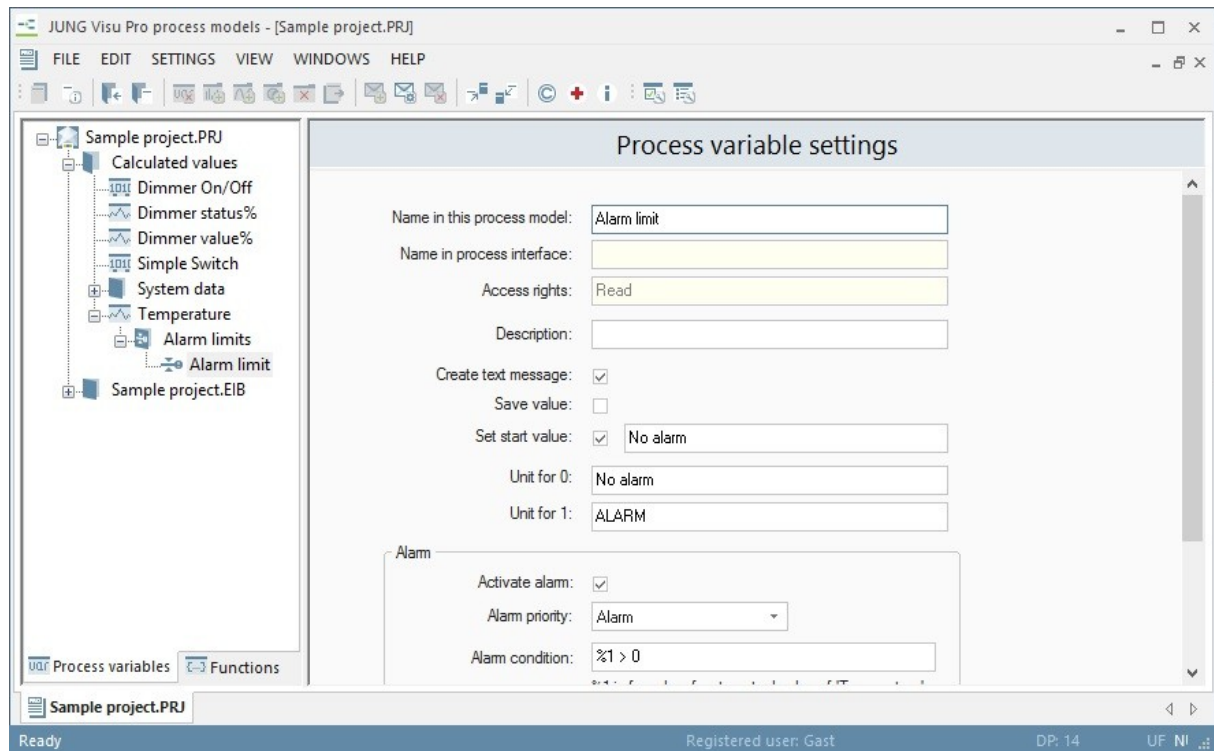 JUNG Visu Pro process models - [Sample project.PRJ]
FILE EDIT SETTINGS VIEW WINDOWS HELP
Sample project.PRJ
Calculated values
Dimmer On/Off
Dimmer status%
Dimmer value%
Simple Switch
System data
Temperature
Alarm limits
Alarm limit
Sample project.EIB
Process variables Functions
Process variable settings
Name in this process model: Alarm limit
Name in process interface:
Access rights: Read
Description:
Create text message:
Save value:
Set start value: No alarm
Unit for 0: No alarm
Unit for 1: ALARM
Alarm
Activate alarm:
Alarm priority: Alarm
Alarm condition: %1 > 0
Sample project.PRJ
Ready Registered user: Gast DP: 14 UF